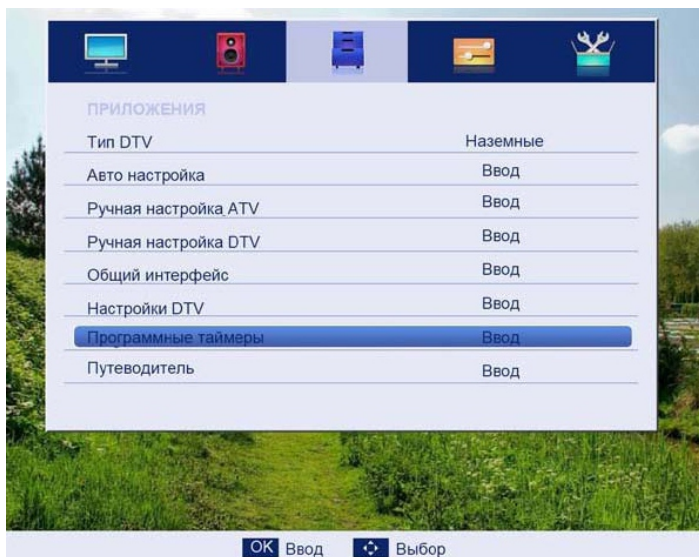 ПРИЛОЖЕНИЯ
Тип DTV Наземные
Авто настройка Ввод
Ручная настройка ATV Ввод
Ручная настройка DTV Ввод
Общий интерфейс Ввод
Настройки DTV Ввод
Программные таймеры Ввод
Путеводитель Ввод
OK Ввод Выбор